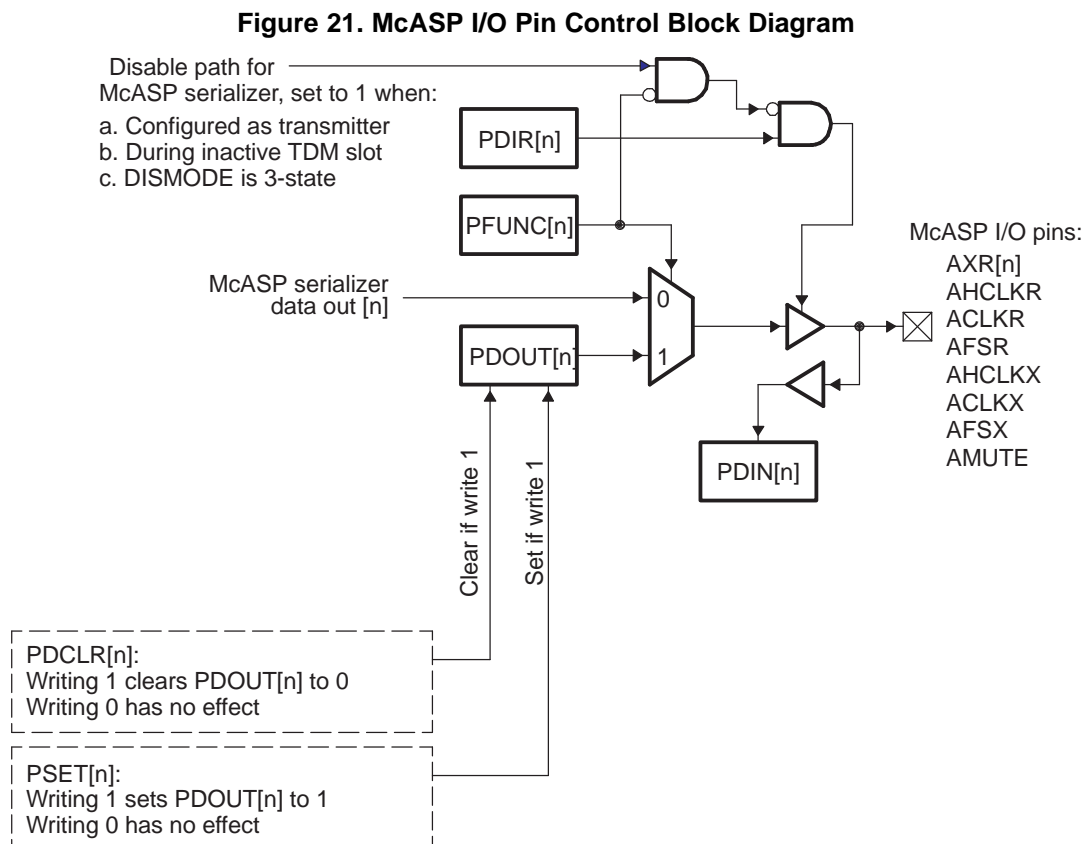 Figure 21. McASP I/O Pin Control Block Diagram
Disable path for
McASP serializer, set to 1 when:
a. Configured as transmitter
b. During inactive TDM slot
c. DISMODE is 3-state
PDIR[n]
PFUNC[n]
McASP serializer
data out [n]
0
1
PDOUT[n]
McASP I/O pins:
AXR[n]
AHCLKR
ACLKR
AFSR
AHCLKX
ACLKX
AFSX
AMUTE
PDIN[n]
Clear if write 1
Set if write 1
PDCLR[n]:
Writing 1 clears PDOUT[n] to 0
Writing 0 has no effect
PSET[n]:
Writing 1 sets PDOUT[n] to 1
Writing 0 has no effect